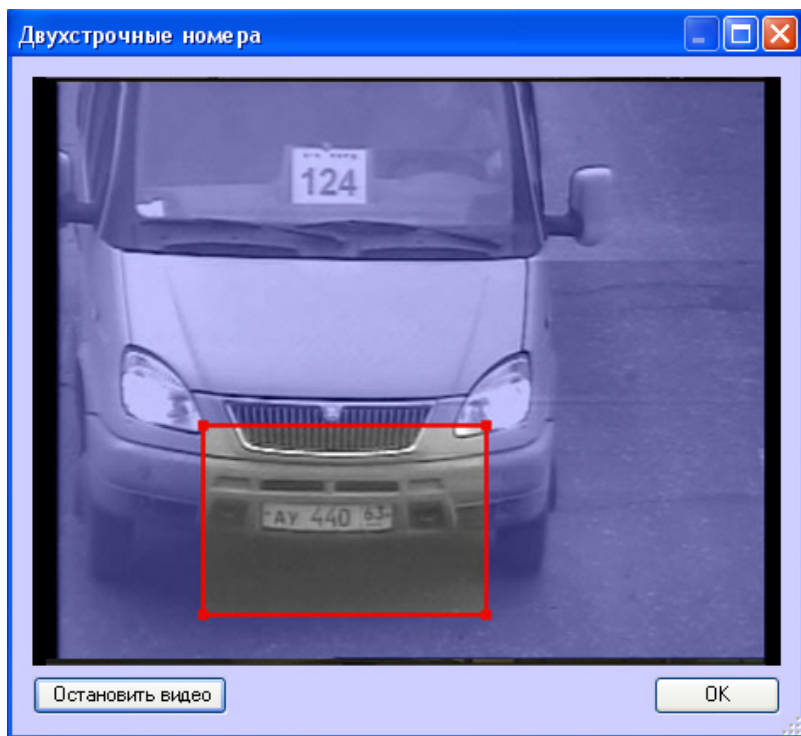 Двухстрочные номера
124
АУ 440 63
Остановить видео
OK